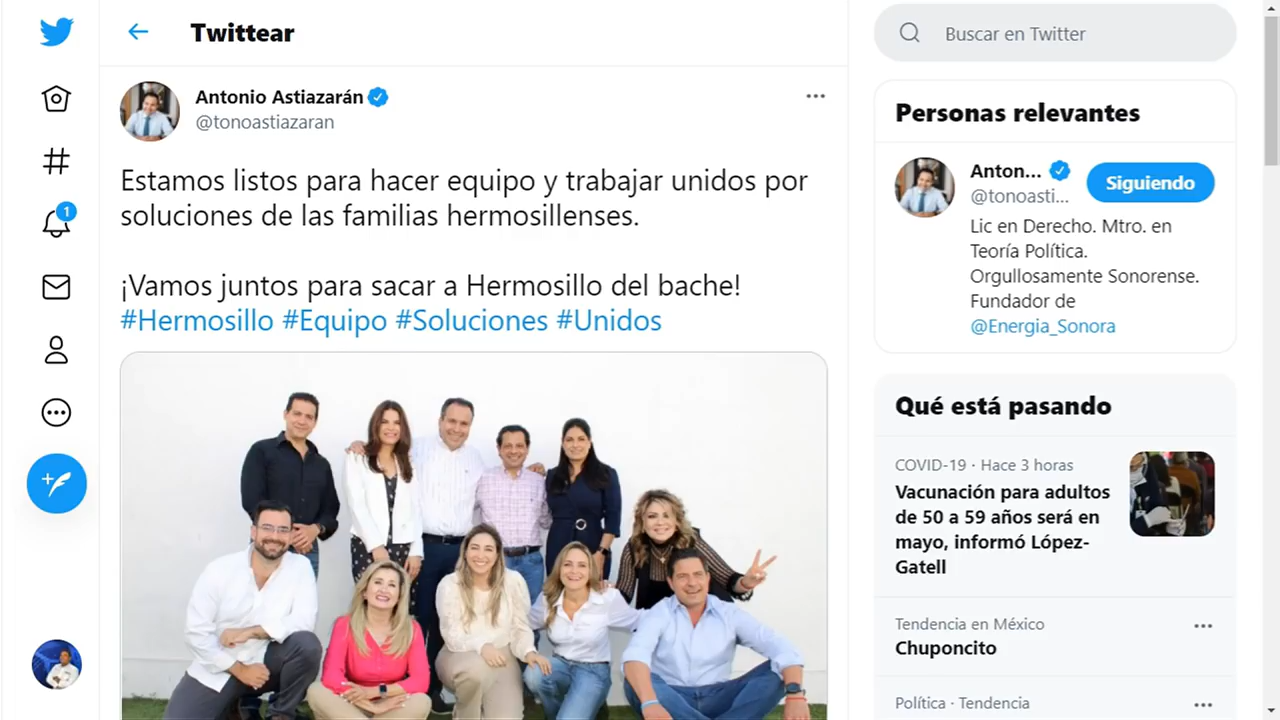 Twittear
Antonio Astiazarán
@tonoastiazaran
Estamos listos para hacer equipo y trabajar unidos por
soluciones de las familias hermosillenses.
¡Vamos juntos para sacar a Hermosillo del bache!
#Hermosillo #Equipo #Soluciones #Unidos
1
Buscar en Twitter
Personas relevantes
Anton...
@tonoasti...
Siguiendo
Lic en Derecho. Mtro. en
Teoría Política.
Orgullosamente Sonorense.
Fundador de
@Energia_Sonora
Qué está pasando
COVID-19 · Hace 3 horas
Vacunación para adultos
de 50 a 59 años será en
mayo, informó López-
Gatell
Tendencia en México
Chuponcito
Política · Tendencia